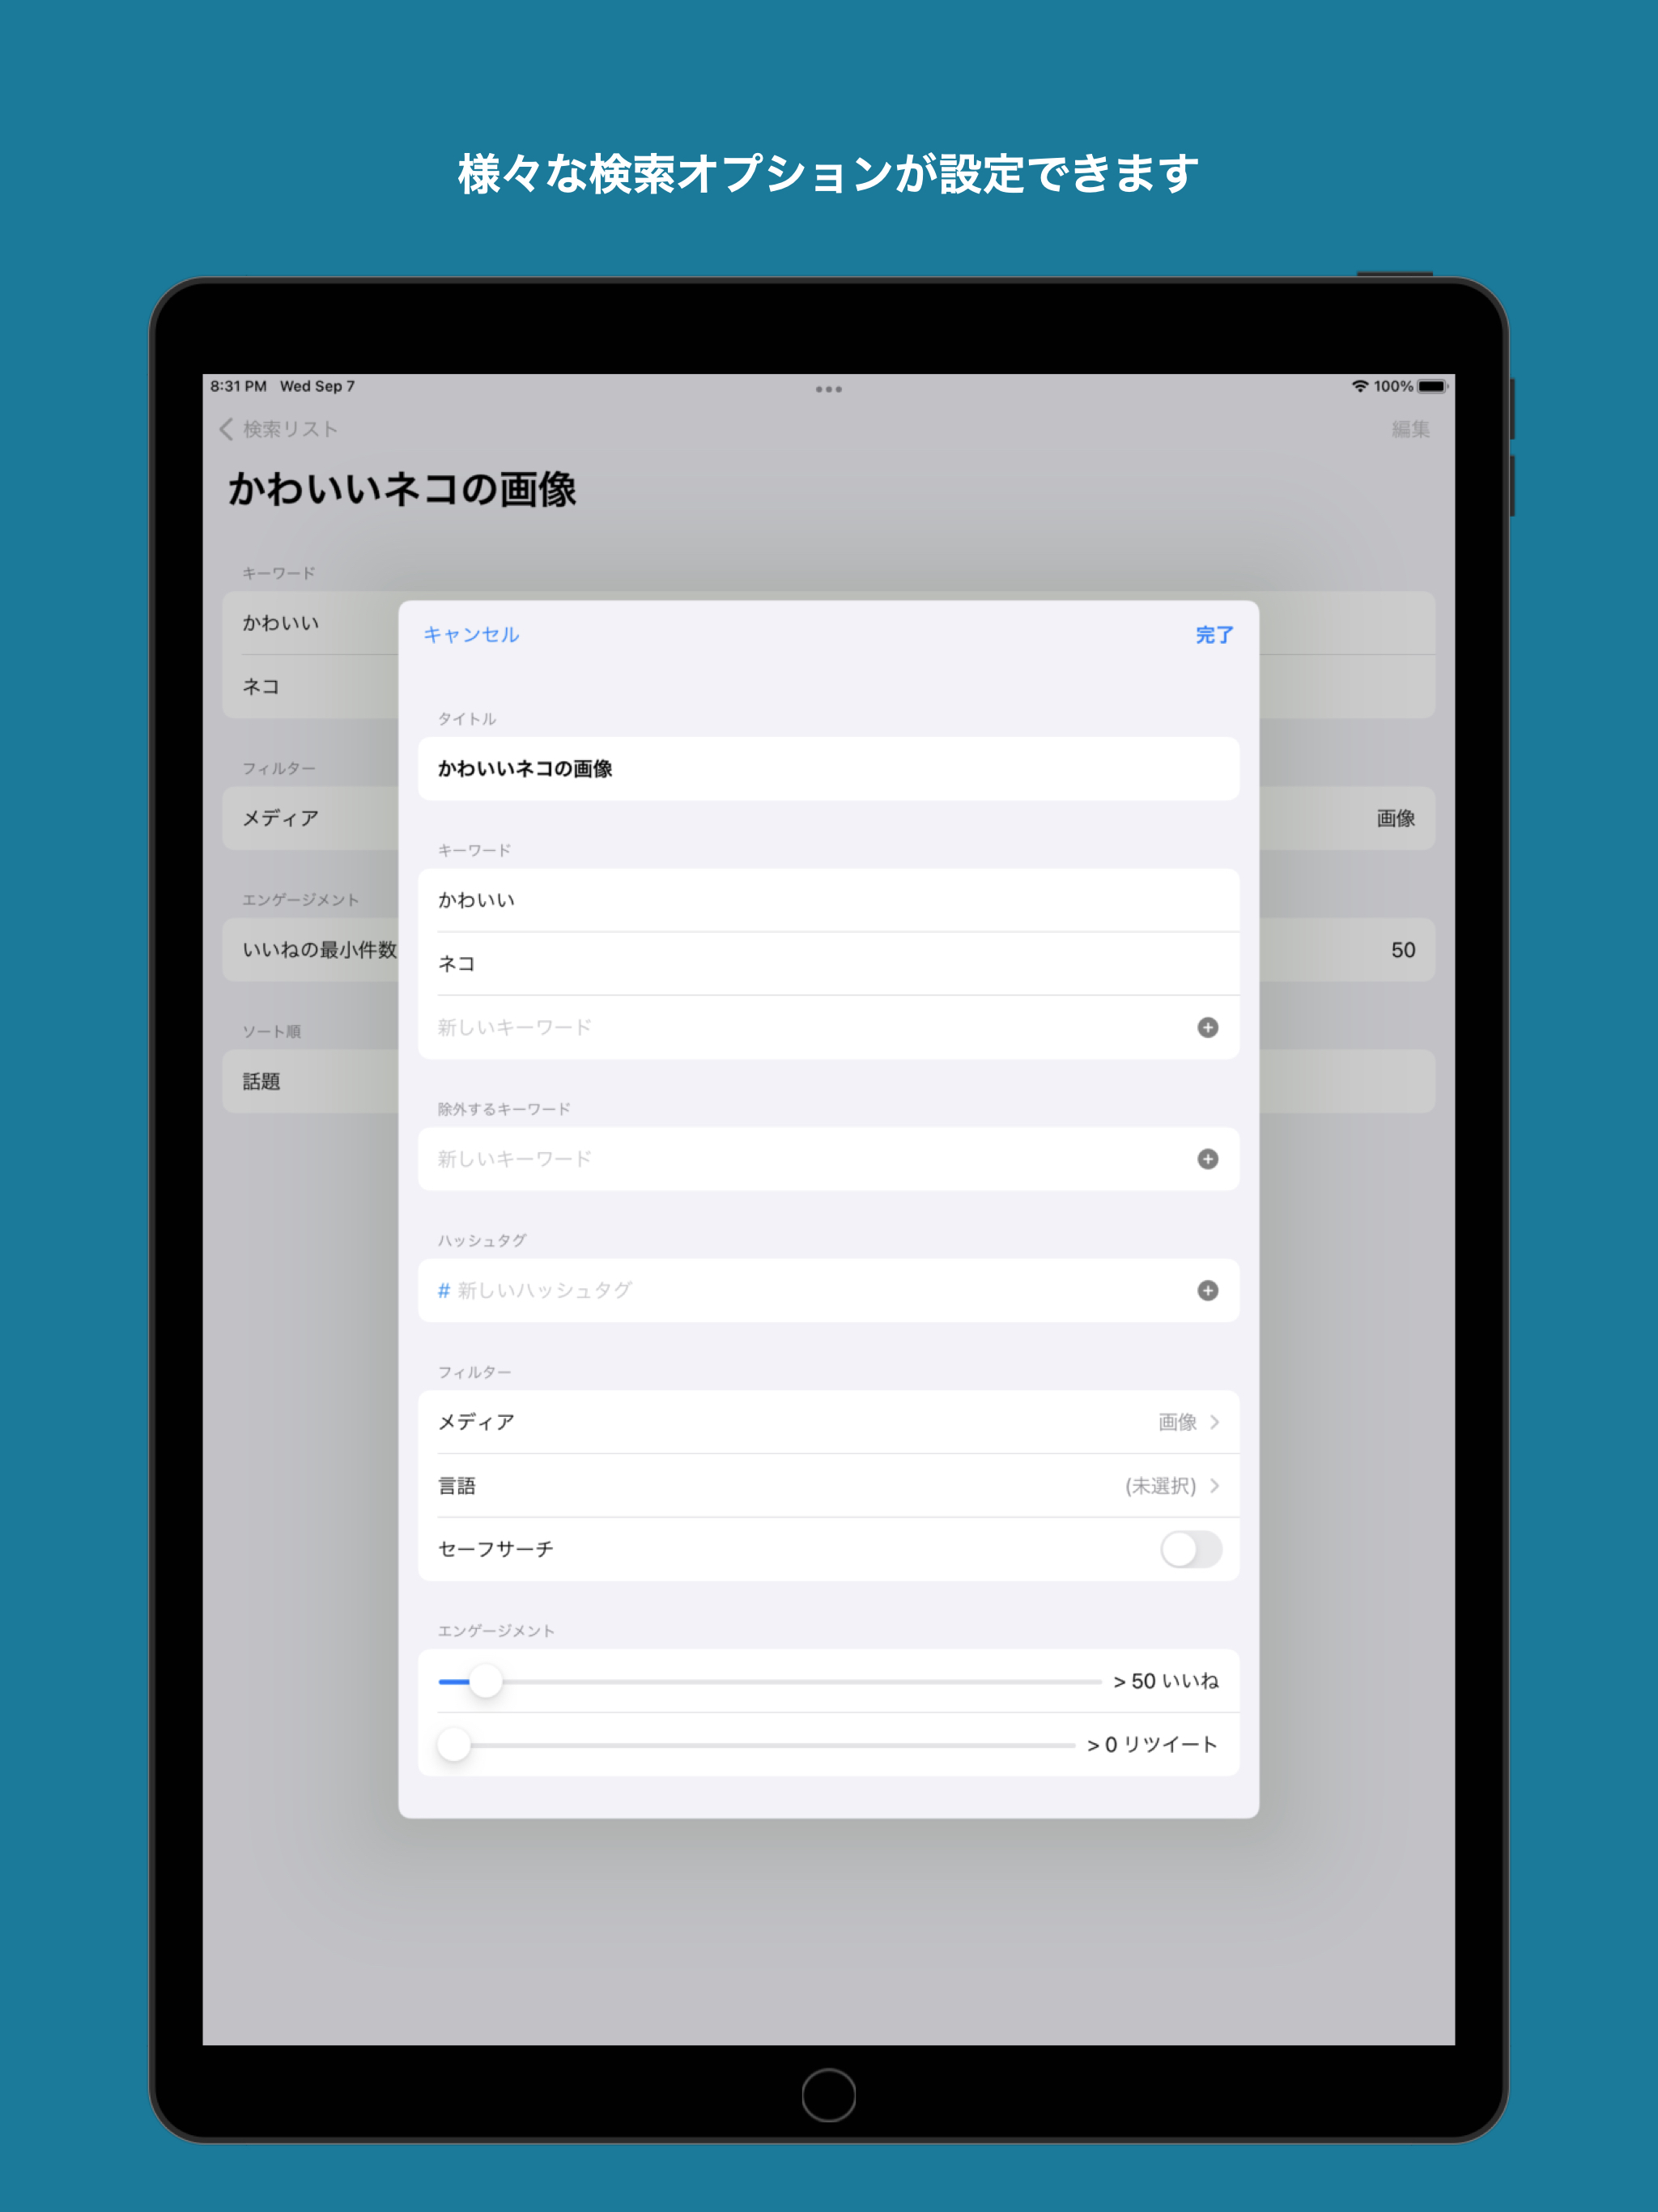 様々な検索オプションが設定できます
8:31 PM Wed Sep 7
100%
検索リスト
編集
かわいいネコの画像
キーワード
かわいい
ネコ
フィルター
メディア
画像
エンゲージメント
いいねの最小件数
50
ソート順
話題
キャンセル
完了
タイトル
かわいいネコの画像
キーワード
かわいい
ネコ
新しいキーワード
除外するキーワード
新しいキーワード
ハッシュタグ
# 新しいハッシュタグ
フィルター
メディア 画像
言語 (未選択)
セーフサーチ
エンゲージメント
> 50 いいね
> 0 リツイート